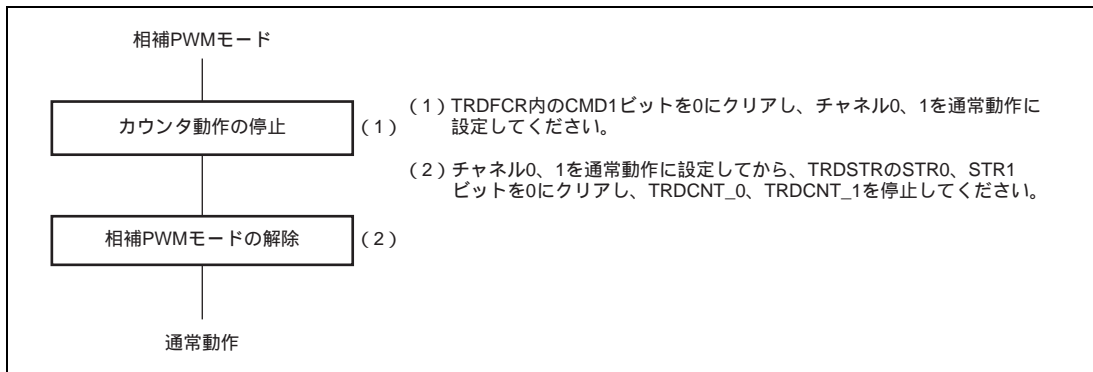 相補PWMモード
カウンタ動作の停止
（1）
（1）TRDFCR内のCMD1ビットを0にクリアし、チャネル0、1を通常動作に
設定してください。
（2）チャネル0、1を通常動作に設定してから、TRDSTRのSTR0、STR1
ビットを0にクリアし、TRDCNT_0、TRDCNT_1を停止してください。
相補PWMモードの解除
（2）
通常動作